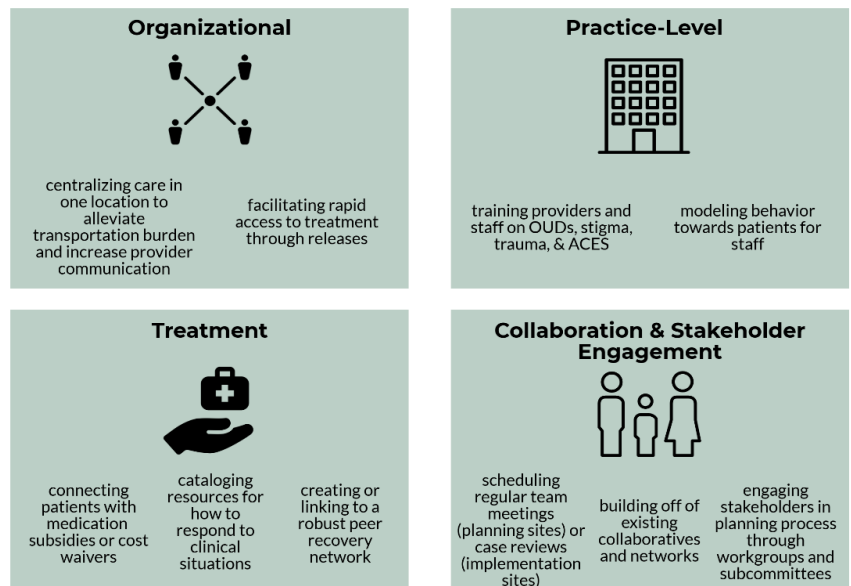 Organizational
centralizing care in
one location to
alleviate
transportation burden
and increase provider
communication
facilitating rapid
access to treatment
through releases
Practice-Level
training providers and
staff on OUDs, stigma,
trauma, & ACES
modeling behavior
towards patients for
staff
Treatment
connecting
patients with
medication
subsidies or cost
waivers
cataloging
resources for
how to
respond to
clinical
situations
creating or
linking to a
robust peer
recovery
network
Collaboration & Stakeholder
Engagement
scheduling
regular team
meetings
(planning sites) or
case reviews
(implementation
sites)
building off of
existing
collaboratives
and networks
engaging
stakeholders in
planning process
through
workgroups and
subcommittees